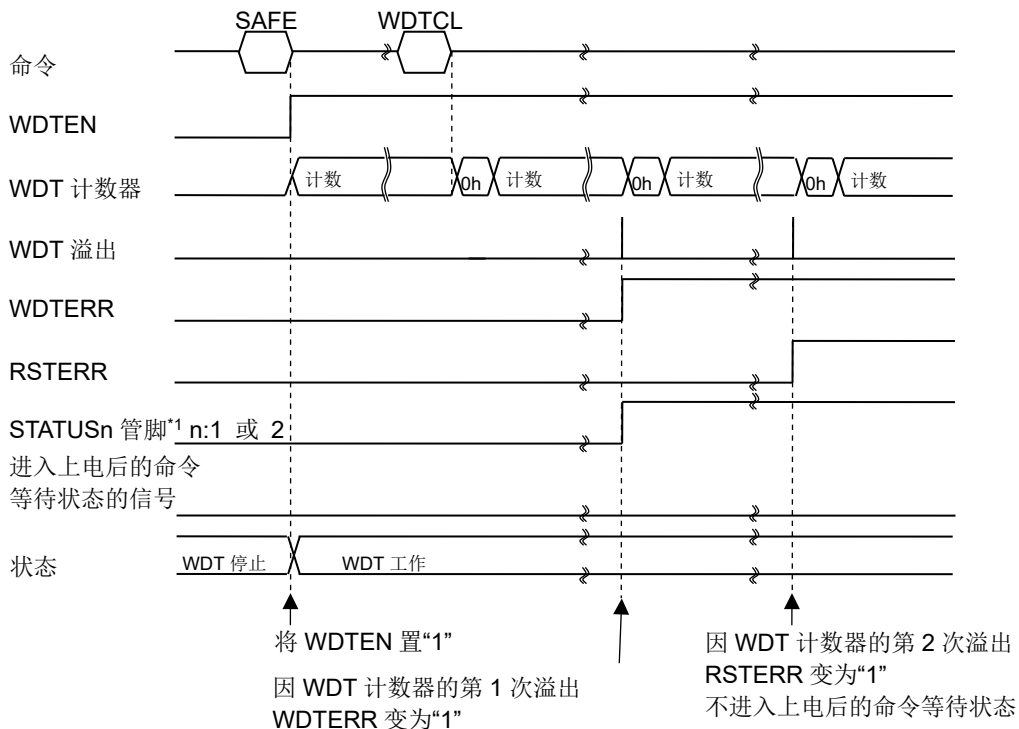 SAFE WDTCL
命令
WDTEN
WDT 计数器 计数 0h 计数 0h 计数 0h 计数
WDT 溢出
WDTERR
RSTERR
STATUSn 管脚*1 n:1 或 2
进入上电后的命令
等待状态的信号
状态 WDT 停止 WDT 工作
将 WDTEN 置“1”
因 WDT 计数器的第 1 次溢出
WDTERR 变为“1”
因 WDT 计数器的第 2 次溢出
RSTERR 变为“1”
不进入上电后的命令等待状态